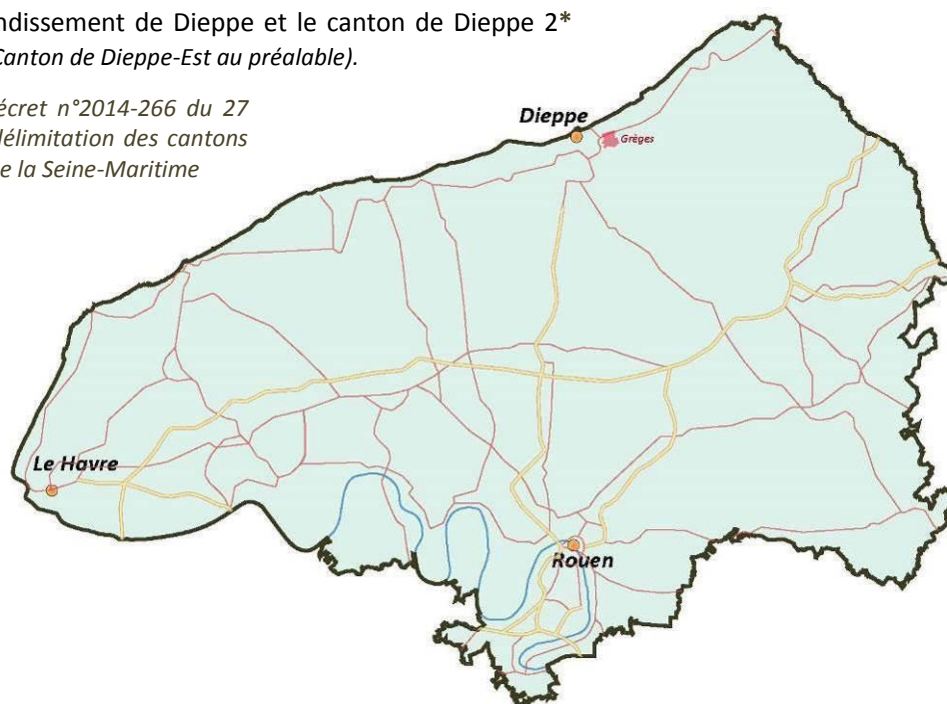 ndissement de Dieppe et le canton de Dieppe 2*
Canton de Dieppe-Est au préalable).
écret n°2014-266 du 27
délimitation des cantons
e la Seine-Maritime
Dieppe
Grèges
Le Havre
Rouen